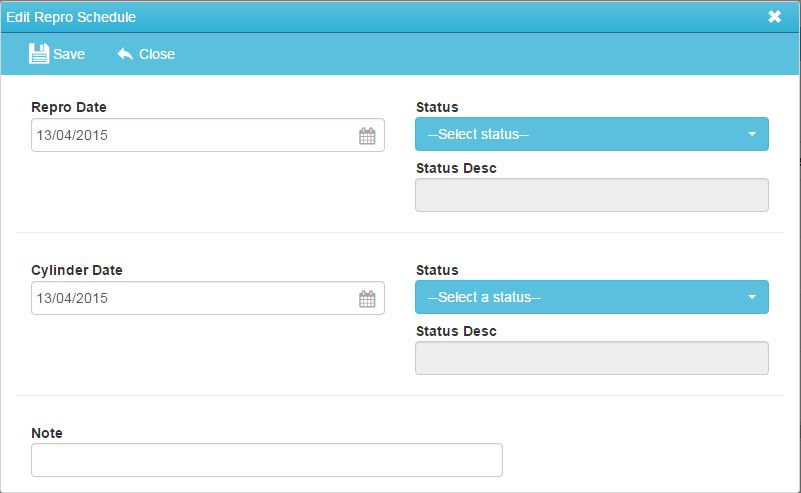 Edit Repro Schedule
Save Close
Repro Date
13/04/2015
Status
--Select status--
Status Desc
Cylinder Date
13/04/2015
Status
--Select a status--
Status Desc
Note